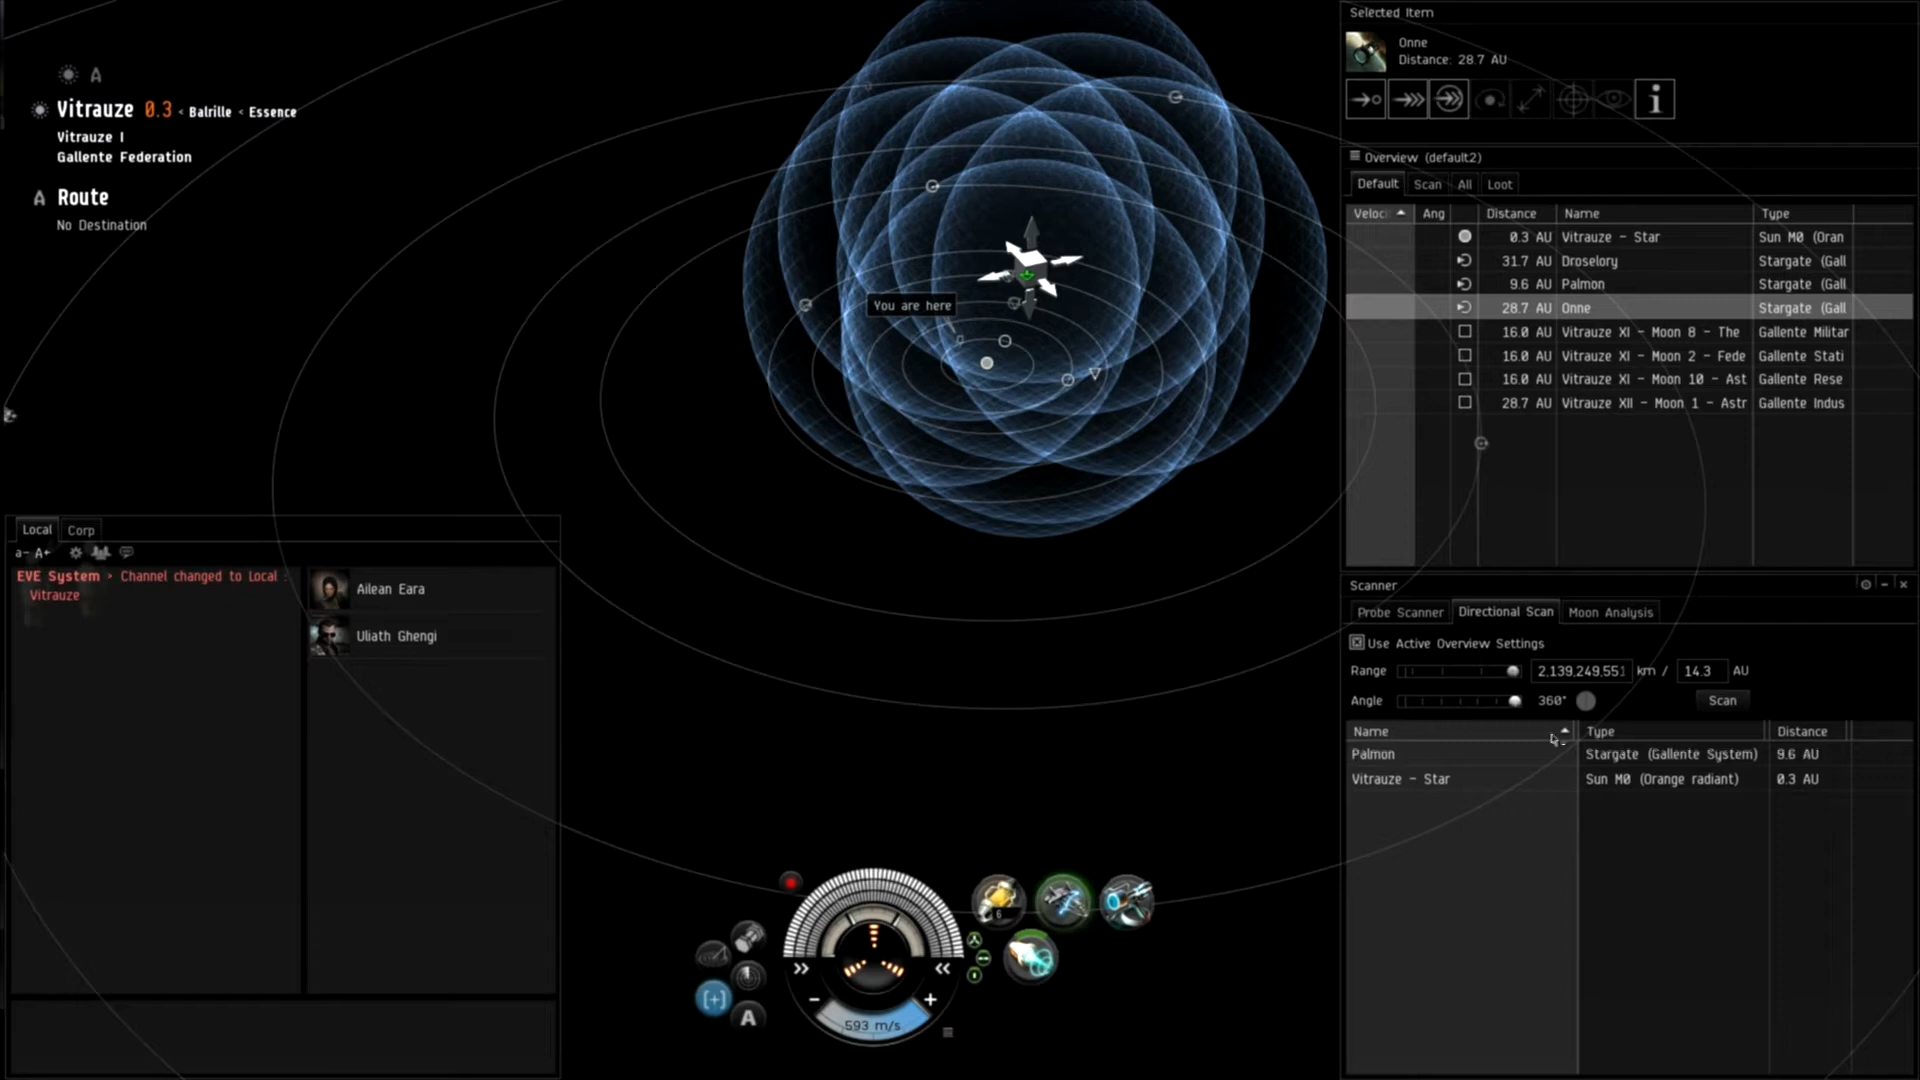 A
Vitrauze 0.3 < Balrille < Essence
Vitrauze I
Gallente Federation
A Route
No Destination
You are here
Local Corp
a- A+
EVE System > Channel changed to Local :
Vitrauze
Ailean Eara
Uliath Ghengi
Selected Item
Onne
Distance: 28.7 AU
Overview (default2)
Default Scan All Loot
Veloc Ang Distance Name Type
0.3 AU Vitrauze - Star Sun M0 (Oran
31.7 AU Droselory Stargate (Gall
9.6 AU Palmon Stargate (Gall
28.7 AU Onne Stargate (Gall
16.0 AU Vitrauze XI - Moon 8 - The Gallente Militar
16.0 AU Vitrauze XI - Moon 2 - Fede Gallente Stati
16.0 AU Vitrauze XI - Moon 10 - Ast Gallente Rese
28.7 AU Vitrauze XII - Moon 1 - Astr Gallente Indus
Scanner
Probe Scanner Directional Scan Moon Analysis
Use Active Overview Settings
Range 2,139,249,551 km / 14.3 AU
Angle 360° Scan
Name Type Distance
Palmon Stargate (Gallente System) 9.6 AU
Vitrauze - Star Sun M0 (Orange radiant) 0.3 AU
6
[+]
A
- +
593 m/s